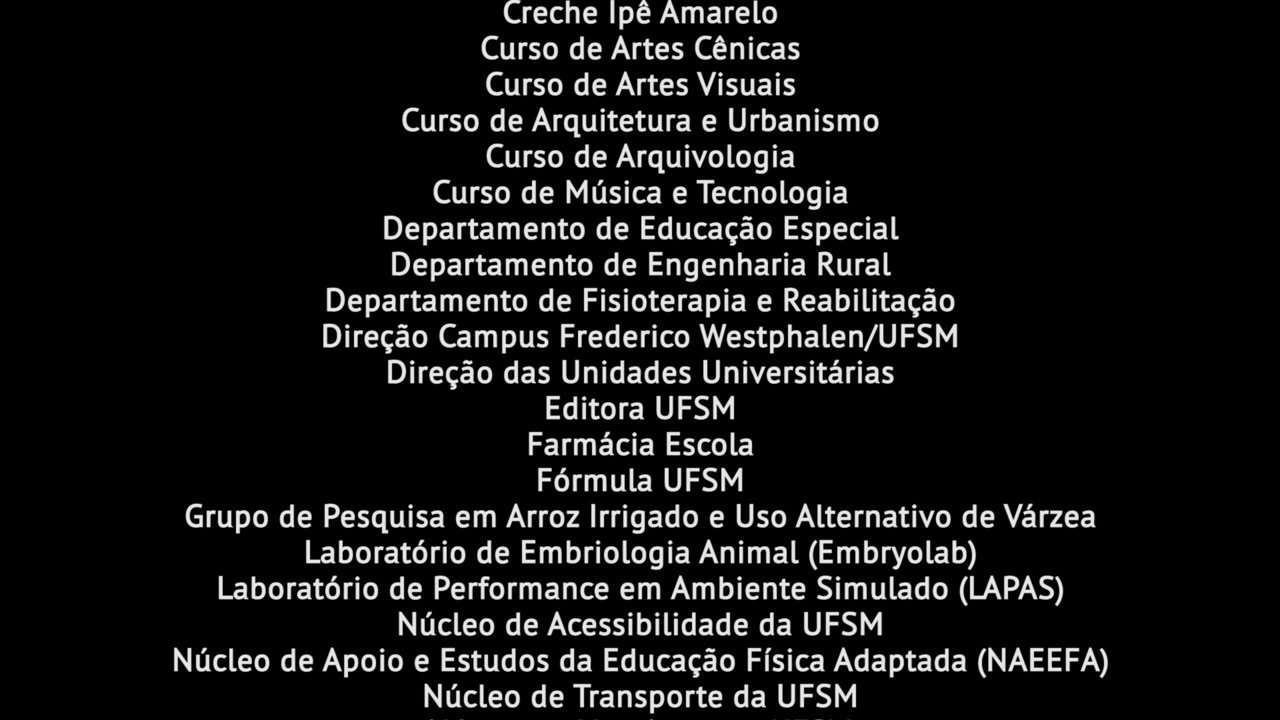 Creche Ipê Amarelo
Curso de Artes Cênicas
Curso de Artes Visuais
Curso de Arquitetura e Urbanismo
Curso de Arquivologia
Curso de Música e Tecnologia
Departamento de Educação Especial
Departamento de Engenharia Rural
Departamento de Fisioterapia e Reabilitação
Direção Campus Frederico Westphalen/UFSM
Direção das Unidades Universitárias
Editora UFSM
Farmácia Escola
Fórmula UFSM
Grupo de Pesquisa em Arroz Irrigado e Uso Alternativo de Várzea
Laboratório de Embriologia Animal (Embryolab)
Laboratório de Performance em Ambiente Simulado (LAPAS)
Núcleo de Acessibilidade da UFSM
Núcleo de Apoio e Estudos da Educação Física Adaptada (NAEEFA)
Núcleo de Transporte da UFSM